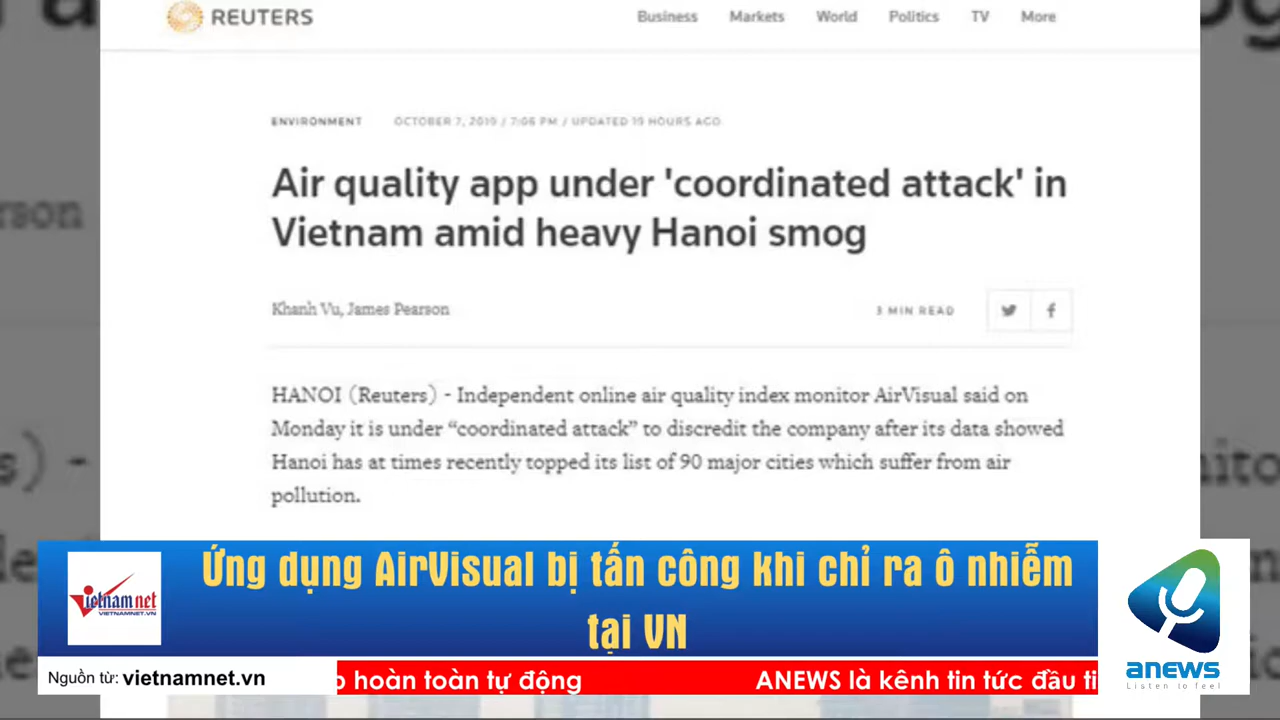 REUTERS
Business Markets World Politics TV More
ENVIRONMENT OCTOBER 7, 2019 / 7:06 PM / UPDATED 19 HOURS AGO
Air quality app under 'coordinated attack' in
Vietnam amid heavy Hanoi smog
Khanh Vu, James Pearson
3 MIN READ
HANOI (Reuters) - Independent online air quality index monitor AirVisual said on
Monday it is under “coordinated attack” to discredit the company after its data showed
Hanoi has at times recently topped its list of 90 major cities which suffer from air
pollution.
Ứng dụng AirVisual bị tấn công khi chỉ ra ô nhiễm
tại VN
Vietnamnet
VIETNAMNET.VN
Nguồn từ: vietnamnet.vn
hoàn toàn tự động ANEWS là kênh tin tức đầu ti
anews
Listen to feel